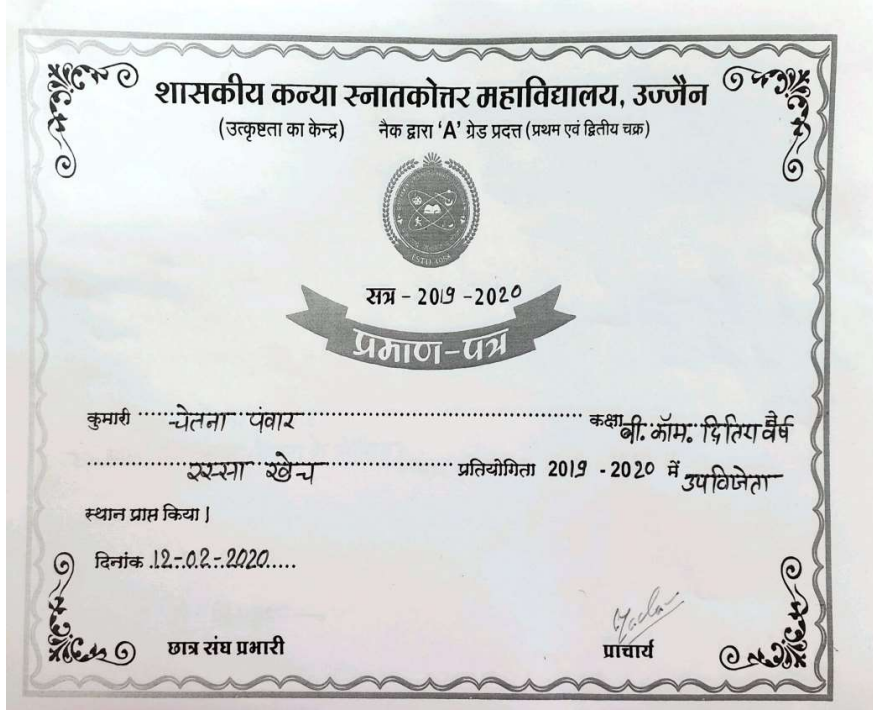 शासकीय कन्या स्नातकोत्तर महाविद्यालय, उज्जैन
(उत्कृष्टता का केन्द्र) नैक द्वारा 'A' ग्रेड प्रदत्त (प्रथम एवं द्वितीय चक्र)
सत्र - 2019 - 2020
प्रमाण-पत्र
कुमारी चेतना पंवार कक्षा बी. कॉम. द्वितिय वर्ष
रस्सा खेच प्रतियोगिता 2019 - 2020 में उपविजेता
स्थान प्राप्त किया |
दिनांक 12-02-2020
छात्र संघ प्रभारी प्राचार्य